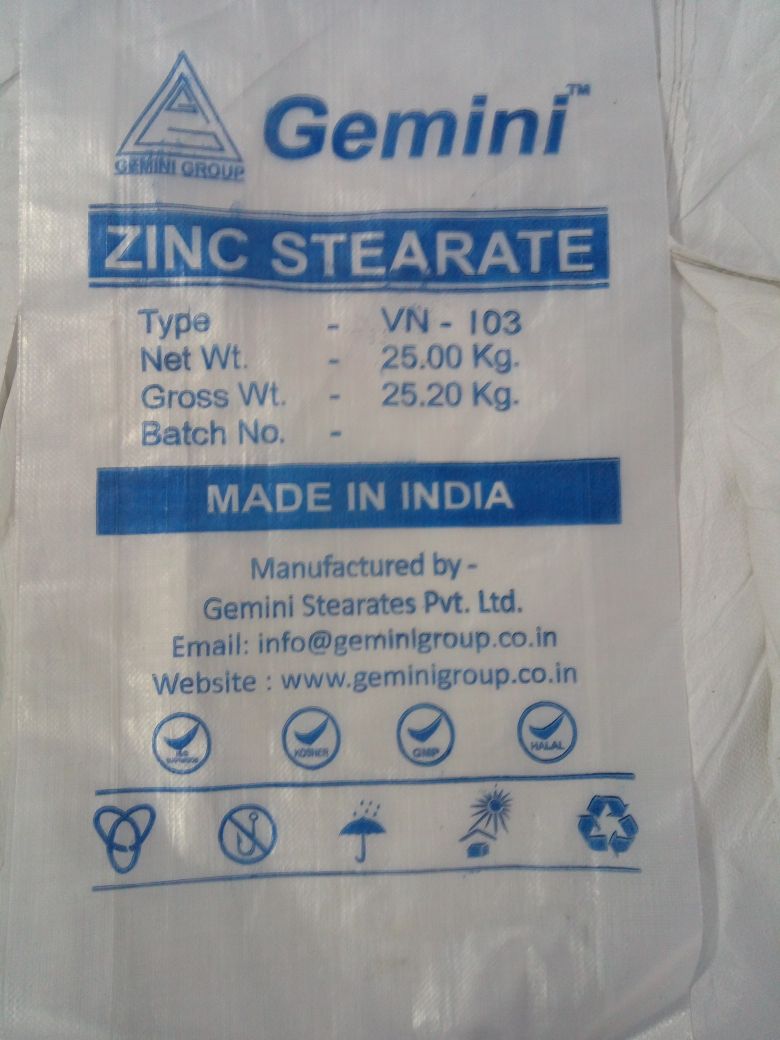 Gemini™
GEMINI GROUP
ZINC STEARATE
Type - VN - 103
Net Wt. - 25.00 Kg.
Gross Wt. - 25.20 Kg.
Batch No. -
MADE IN INDIA
Manufactured by -
Gemini Stearates Pvt. Ltd.
Email: info@geminigroup.co.in
Website : www.geminigroup.co.in
KOSHER GMP HALAL